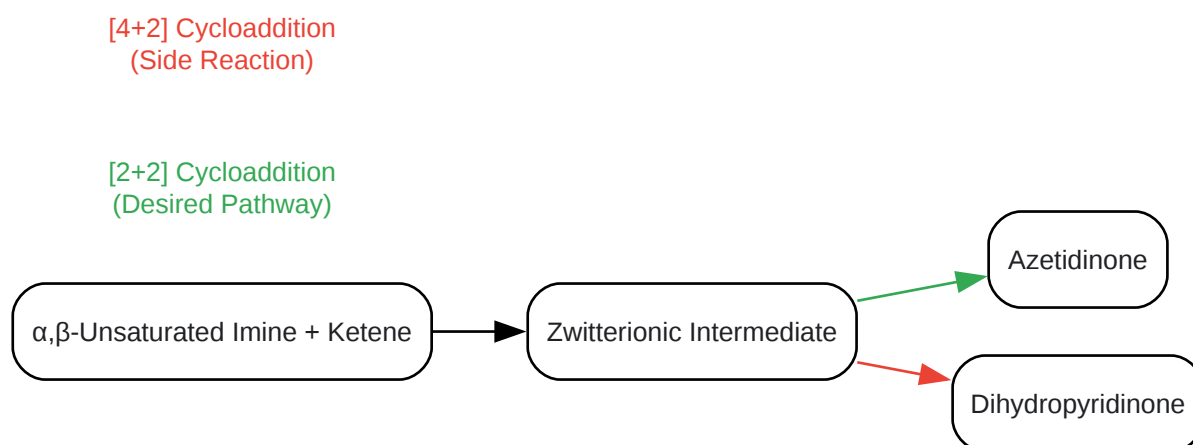 [4+2] Cycloaddition
(Side Reaction)
[2+2] Cycloaddition
(Desired Pathway)
Azetidinone
α,β-Unsaturated Imine + Ketene
Zwitterionic Intermediate
Dihydropyridinone